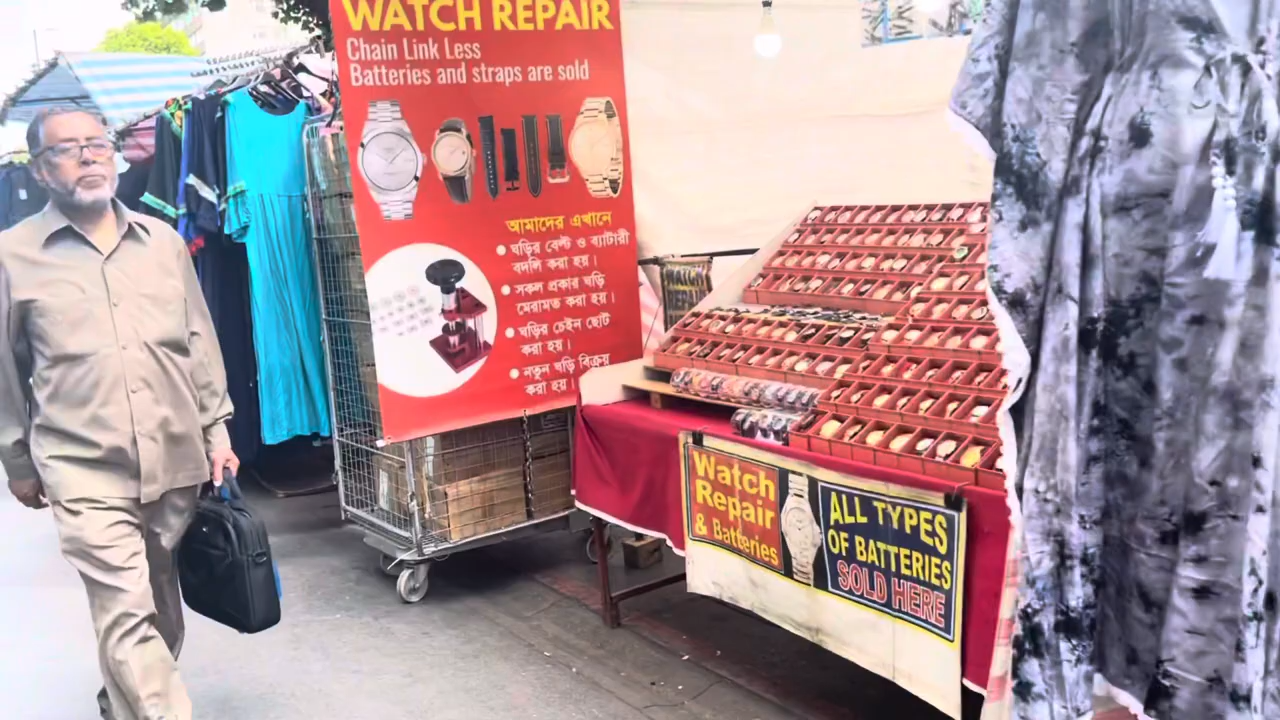 WATCH REPAIR
Chain Link Less
Batteries and straps are sold
আমাদের এখানে
ঘড়ির বেল্ট ও ব্যাটারী
বদলি করা হয়।
সকল প্রকার ঘড়ি
মেরামত করা হয়।
ঘড়ির চেইন ছোট
করা হয়।
নতুন ঘড়ি বিক্রয়
করা হয়।
WATCH
REPAIR
Watch
Repair
& Batteries
ALL TYPES
OF BATTERIES
SOLD HERE